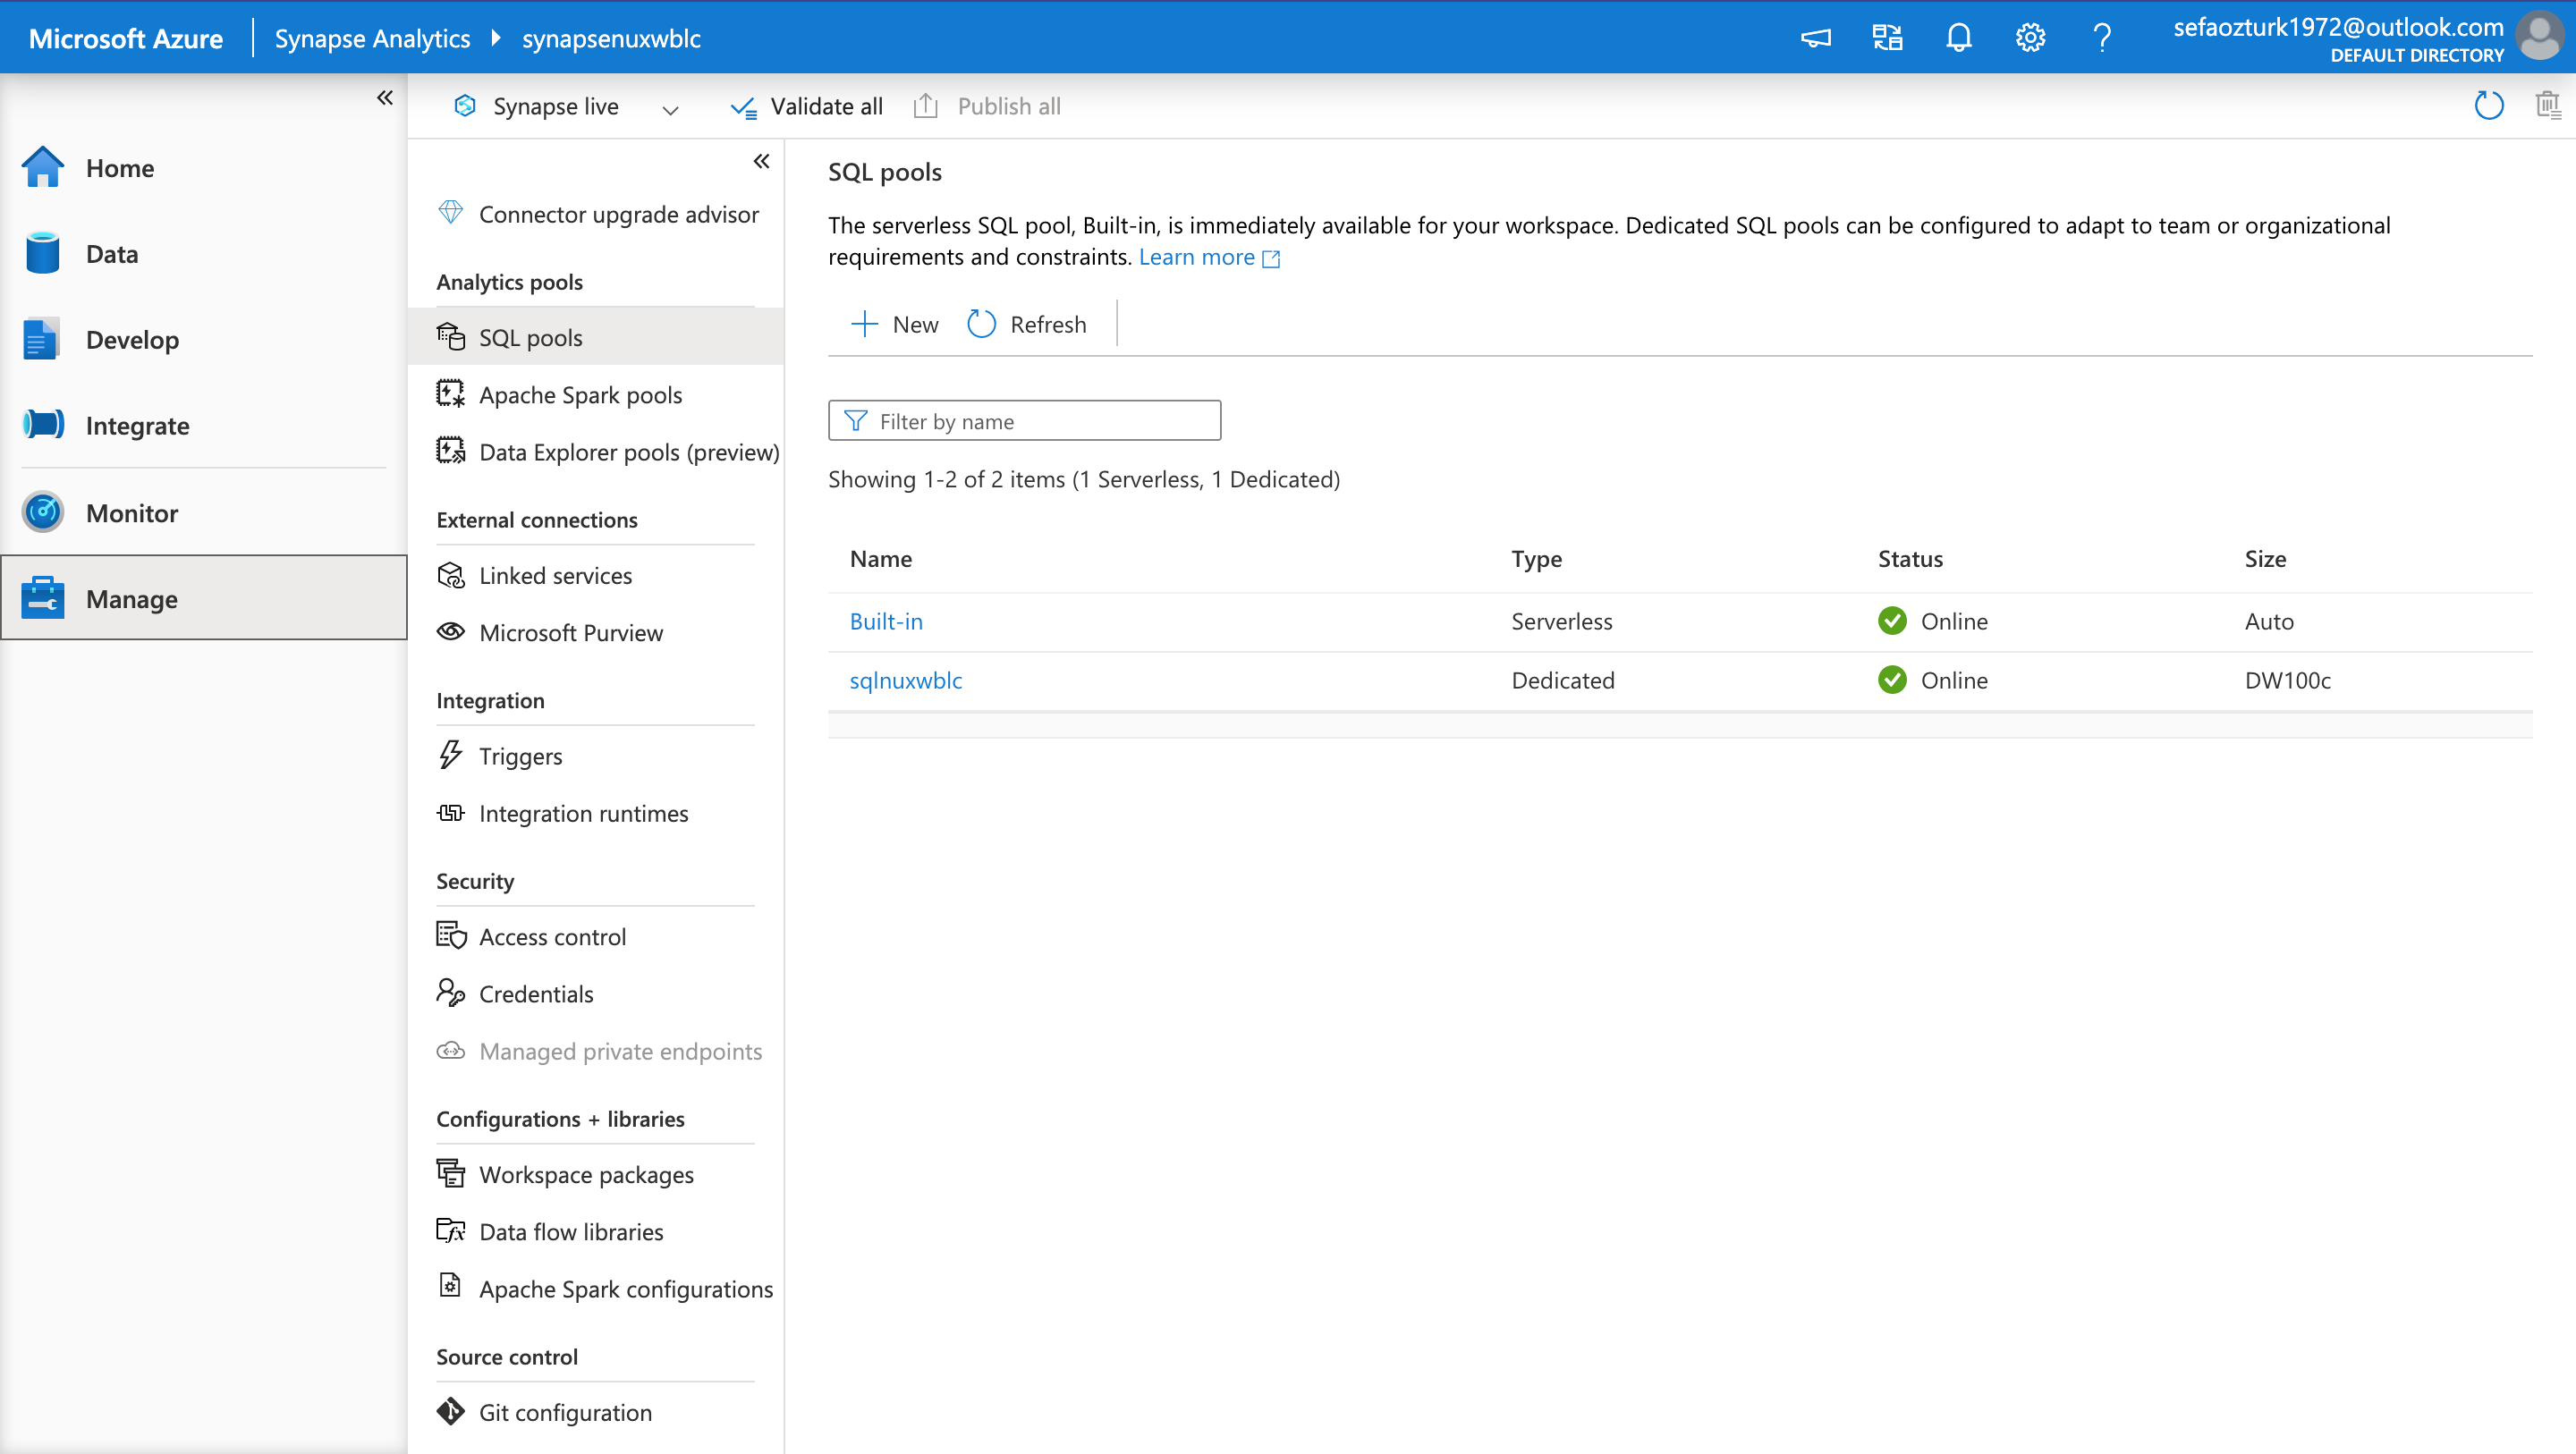 Microsoft Azure
Synapse Analytics
synapsenuxwblc
sefaozturk1972@outlook.com
DEFAULT DIRECTORY
Synapse live
Validate all
Publish all
Home
Data
Develop
Integrate
Monitor
Manage
Connector upgrade advisor
Analytics pools
SQL pools
Apache Spark pools
Data Explorer pools (preview)
External connections
Linked services
Microsoft Purview
Integration
Triggers
Integration runtimes
Security
Access control
Credentials
Managed private endpoints
Configurations + libraries
Workspace packages
Data flow libraries
Apache Spark configurations
Source control
Git configuration
SQL pools
The serverless SQL pool, Built-in, is immediately available for your workspace. Dedicated SQL pools can be configured to adapt to team or organizational
requirements and constraints. Learn more
New Refresh
Filter by name
Showing 1-2 of 2 items (1 Serverless, 1 Dedicated)
Name Type Status Size
Built-in Serverless Online Auto
sqlnuxwblc Dedicated Online DW100c